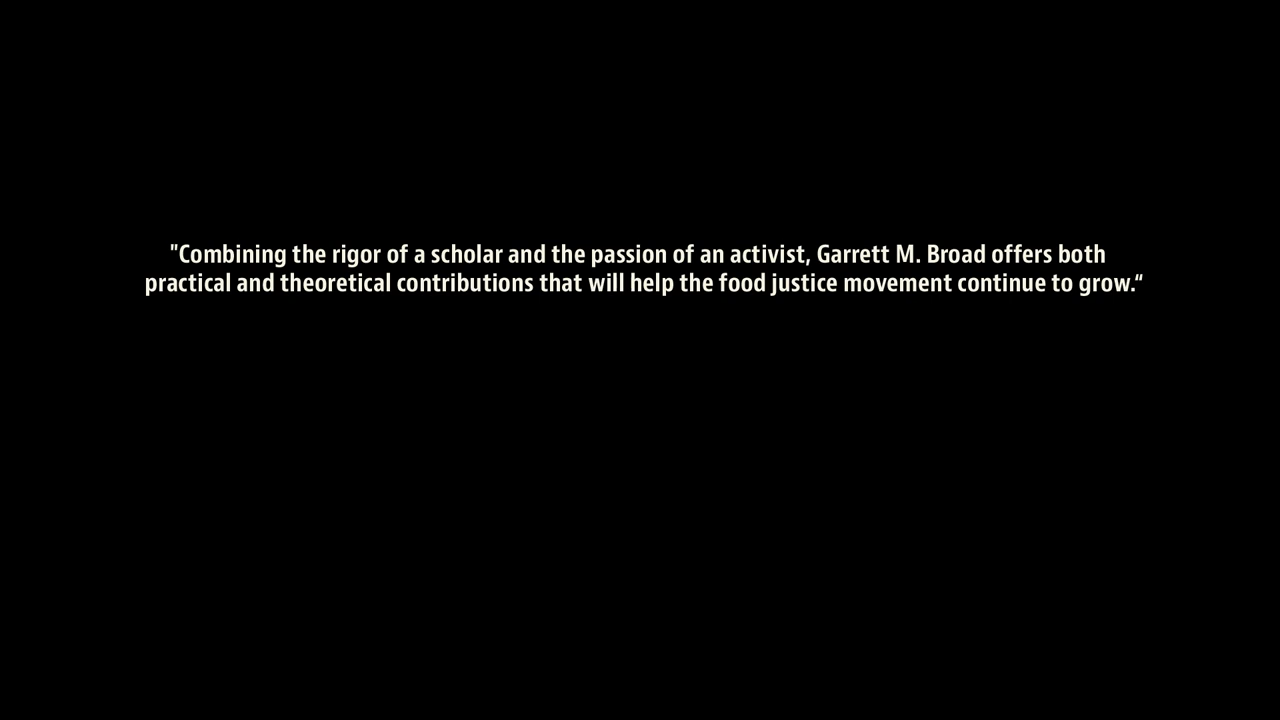 "Combining the rigor of a scholar and the passion of an activist, Garrett M. Broad offers both
practical and theoretical contributions that will help the food justice movement continue to grow.“